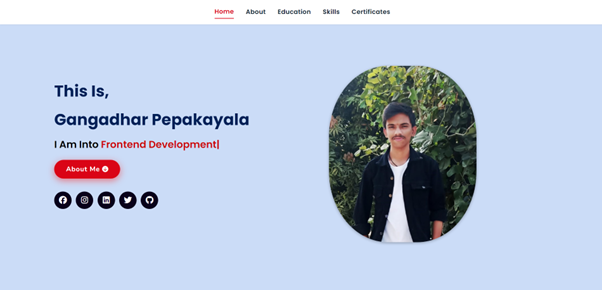 Home About Education Skills Certificates
This Is,
Gangadhar Pepakayala
I Am Into Frontend Development|
About Me